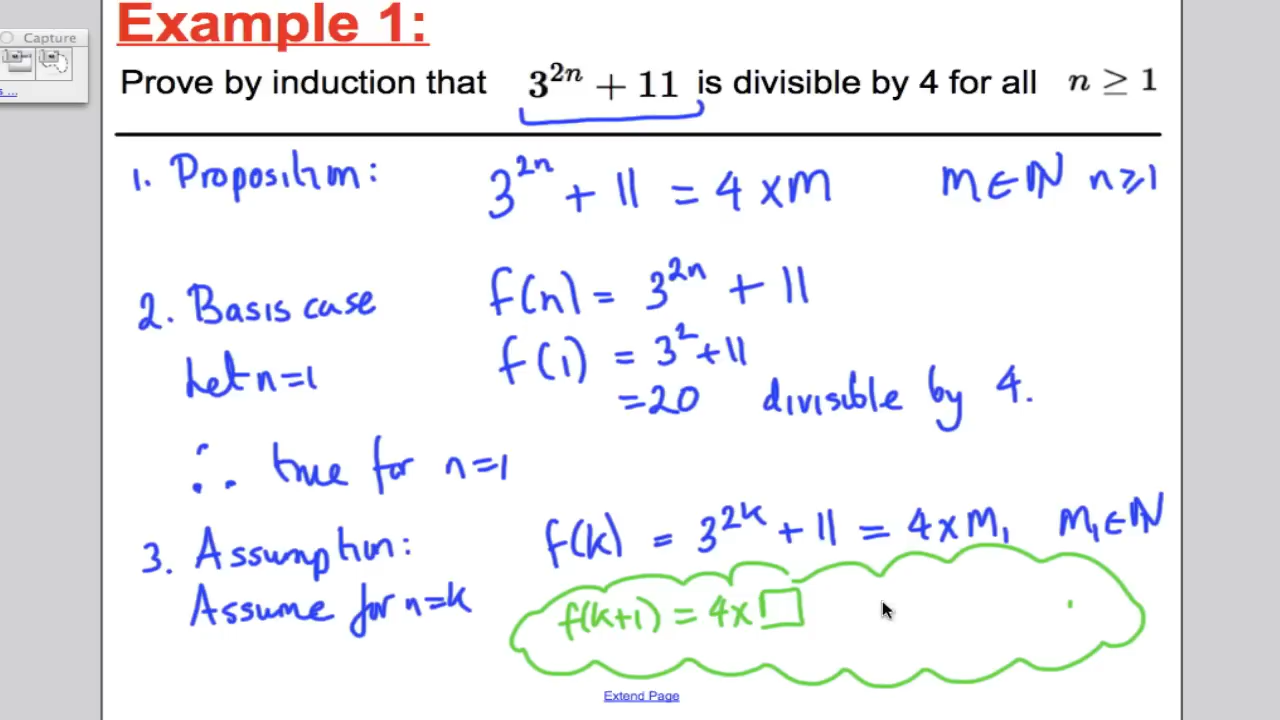 Capture
Example 1:
Prove by induction that 3^{2n} + 11 is divisible by 4 for all n ≥ 1
s ...
1. Proposition: 3^{2n} + 11 = 4 × M M ∈ ℕ n ≥ 1
2. Basis case f(n) = 3^{2n} + 11
Let n=1 f(1) = 3^2 + 11
= 20 divisible by 4.
∴ true for n=1
3. Assumption: f(k) = 3^{2k} + 11 = 4 × M_1 M_1 ∈ ℕ
Assume for n=k f(k+1) = 4 × □
Extend Page